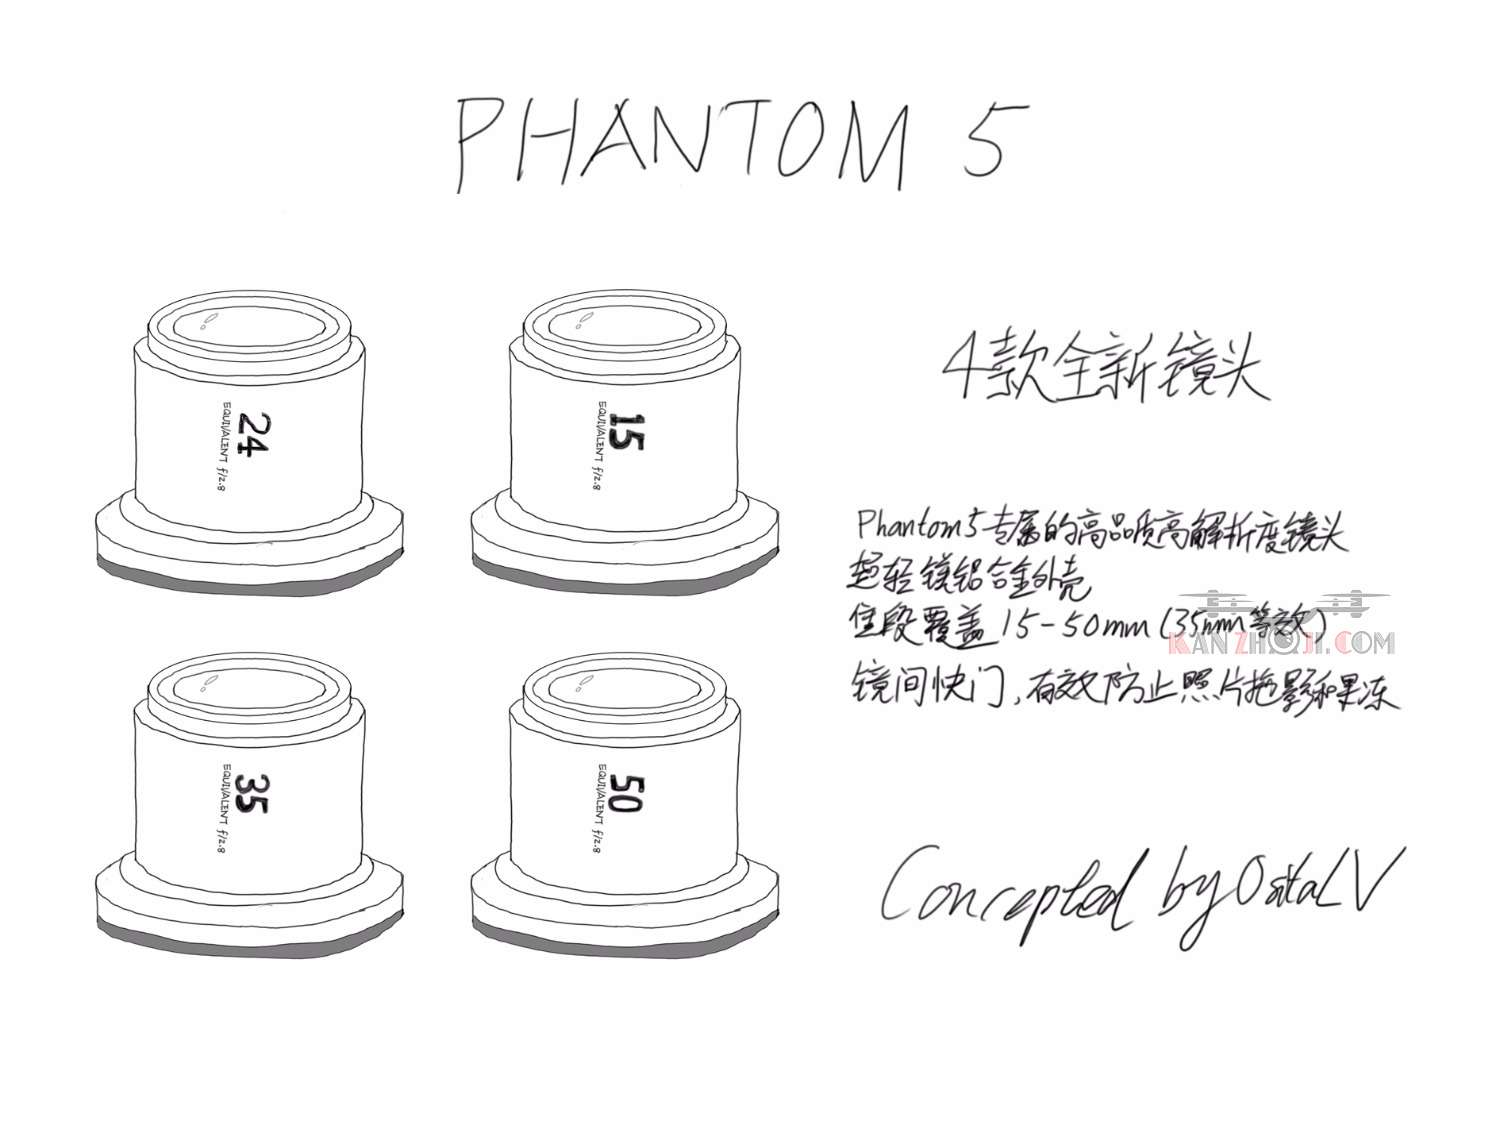 PHANTOM 5
24
EQUIVALENT f/2.8
15
EQUIVALENT f/2.8
35
EQUIVALENT f/2.8
50
EQUIVALENT f/2.8
4款全新镜头
Phantom5专属的高品质高解析度镜头
超轻镁铝合金外壳
焦段覆盖15-50mm(35mm等效)
KANZHOJI.COM
镜间快门,有效防止照片拖影和果冻
Concepted by OsitaLV